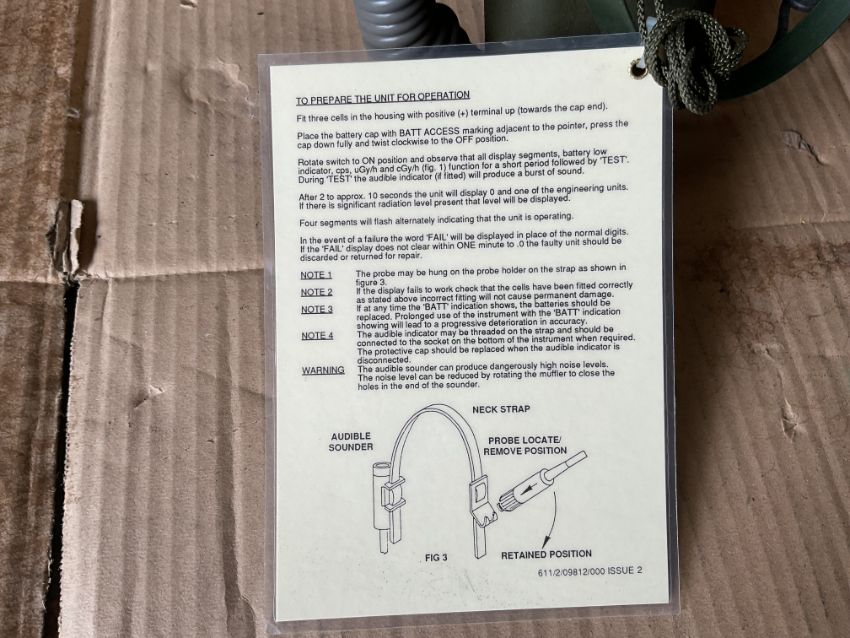 TO PREPARE THE UNIT FOR OPERATION
Fit three cells in the housing with positive (+) terminal up (towards the cap end).
Place the battery cap with BATT ACCESS marking adjacent to the pointer, press the
cap down fully and twist clockwise to the OFF position.
Rotate switch to ON position and observe that all display segments, battery low
indicator, cps, uGy/h and cGy/h (fig. 1) function for a short period followed by 'TEST'.
During 'TEST' the audible indicator (if fitted) will produce a burst of sound.
After 2 to approx. 10 seconds the unit will display 0 and one of the engineering units.
If there is significant radiation level present that level will be displayed.
Four segments will flash alternately indicating that the unit is operating.
In the event of a failure the word 'FAIL' will be displayed in place of the normal digits.
If the 'FAIL' display does not clear within ONE minute to .0 the faulty unit should be
discarded or returned for repair.
NOTE 1 The probe may be hung on the probe holder on the strap as shown in
figure 3.
NOTE 2 If the display fails to work check that the cells have been fitted correctly
as stated above incorrect fitting will not cause permanent damage.
NOTE 3 If at any time the 'BATT' indication shows, the batteries should be
replaced. Prolonged use of the instrument with the 'BATT' indication
showing will lead to a progressive deterioration in accuracy.
NOTE 4 The audible indicator may be threaded on the strap and should be
connected to the socket on the bottom of the instrument when required.
The protective cap should be replaced when the audible indicator is
disconnected.
WARNING The audible sounder can produce dangerously high noise levels.
The noise level can be reduced by rotating the muffler to close the
holes in the end of the sounder.
NECK STRAP
AUDIBLE
SOUNDER
PROBE LOCATE/
REMOVE POSITION
FIG 3
RETAINED POSITION
611/2/09812/000 ISSUE 2